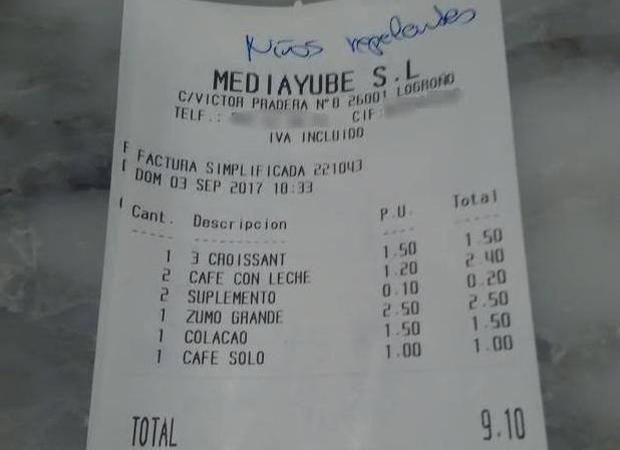 Niños repelentes
MEDIAYUBE S.L
C/VICTOR PRADERA Nº8 26001 LOGROÑO
TELF.: CIF
IVA INCLUIDO
FACTURA SIMPLIFICADA 221043
DOM 03 SEP 2017 10:33
Cant. Descripcion P.U. Total
----- ----------- ---- -----
1 3 CROISSANT 1.50 1.50
2 CAFE CON LECHE 1.20 2.40
2 SUPLEMENTO 0.10 0.20
1 ZUMO GRANDE 2.50 2.50
1 COLACAO 1.50 1.50
1 CAFE SOLO 1.00 1.00
TOTAL 9.10